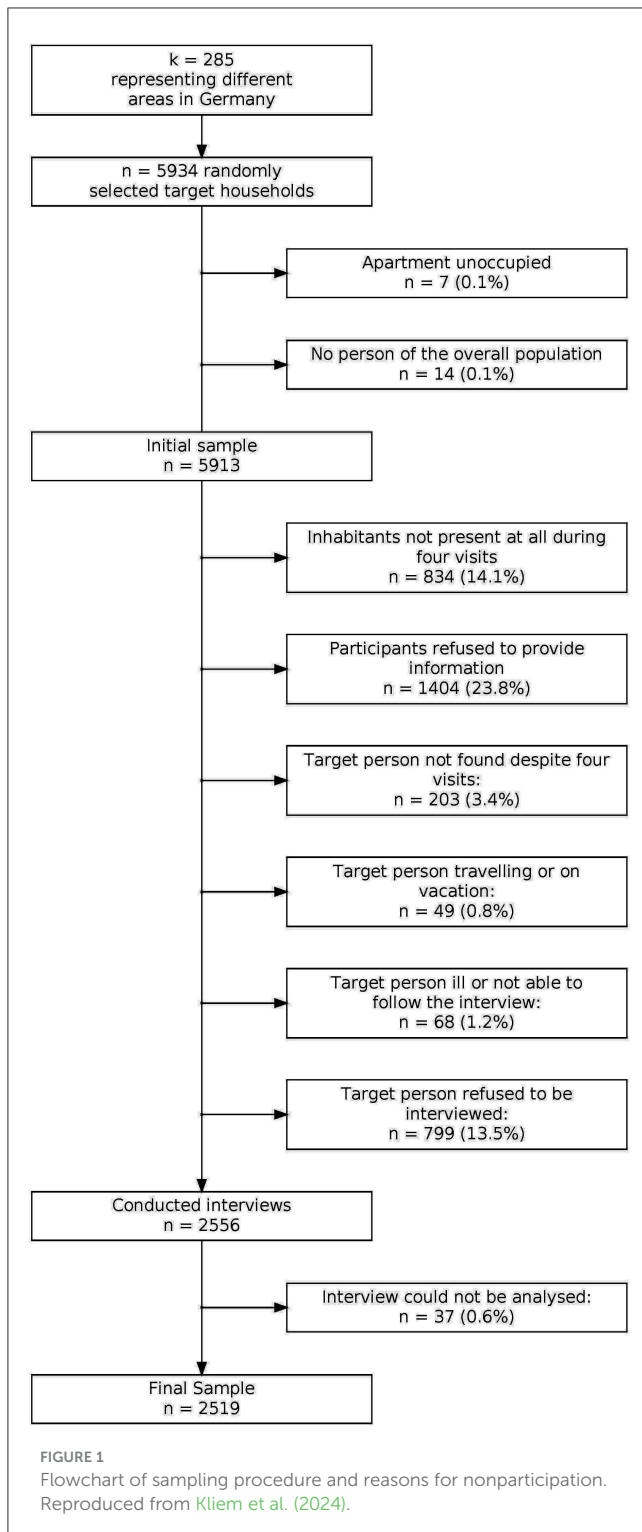 k = 285
representing different
areas in Germany
n = 5934 randomly
selected target households
Apartment unoccupied
n = 7 (0.1%)
No person of the overall population
n = 14 (0.1%)
Initial sample
n = 5913
Inhabitants not present at all during
four visits
n = 834 (14.1%)
Participants refused to provide
information
n = 1404 (23.8%)
Target person not found despite four
visits:
n = 203 (3.4%)
Target person travelling or on
vacation:
n = 49 (0.8%)
Target person ill or not able to
follow the interview:
n = 68 (1.2%)
Target person refused to be
interviewed:
n = 799 (13.5%)
Conducted interviews
n = 2556
Interview could not be analysed:
n = 37 (0.6%)
Final Sample
n = 2519
FIGURE 1
Flowchart of sampling procedure and reasons for nonparticipation.
Reproduced from Kliem et al. (2024).